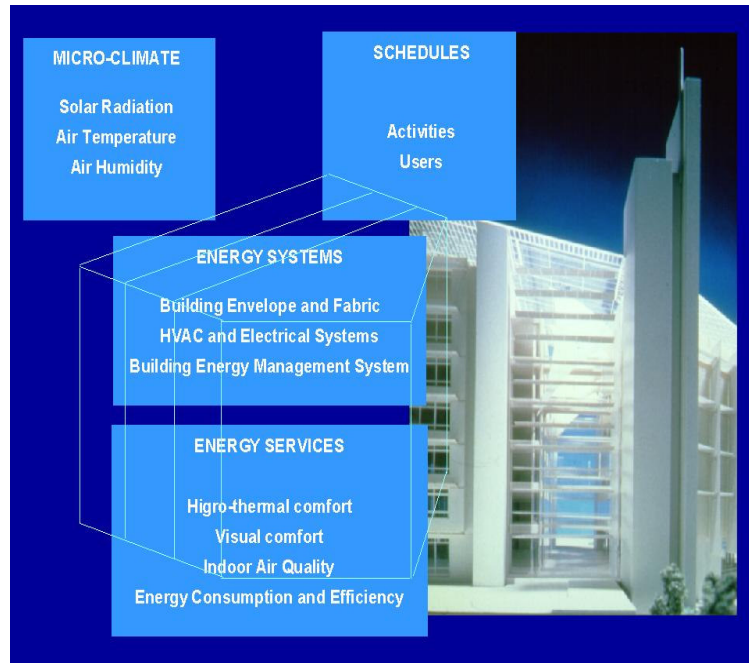 MICRO-CLIMATE
Solar Radiation
Air Temperature
Air Humidity
SCHEDULES
Activities
Users
ENERGY SYSTEMS
Building Envelope and Fabric
HVAC and Electrical Systems
Building Energy Management System
ENERGY SERVICES
Higro-thermal comfort
Visual comfort
Indoor Air Quality
Energy Consumption and Efficiency